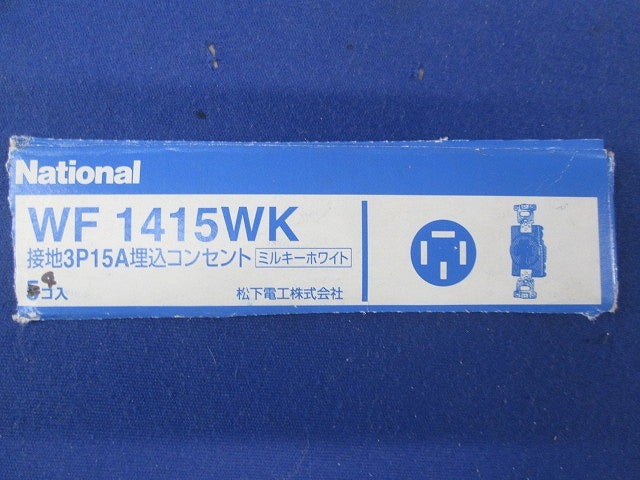 National
WF 1415WK
接地3P15A埋込コンセント ミルキーホワイト
5コ入
4
松下電工株式会社